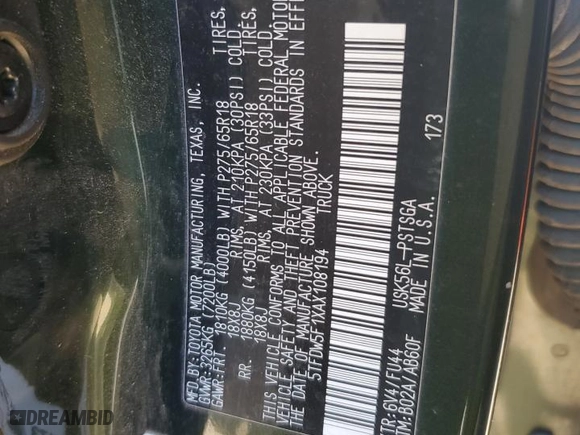 MFD. BY: TOYOTA MOTOR MANUFACTURING, TEXAS, INC.
GVWR: 3265KG (7200LB)
GAWR: FRT. 1810KG (4000LB) WITH P275/65R18 TIRES,
18X8J RIMS, AT 210KPA (30PSI) COLD.
RR. 1880KG (4150LB) WITH P275/65R18 TIRES,
18X8J RIMS, AT 230KPA (33PSI) COLD.
THIS VEHICLE CONFORMS TO ALL APPLICABLE FEDERAL MOTOR
SAFETY AND THEFT PREVENTION STANDARDS IN EFFE
THE DATE OF MANUFACTURE SHOWN ABOVE.
5TFDW5F1XAX108194 TRUCK
173
TR: 6V4/FU44 USK56L-PSTSGA
M: B02A/AB60F MADE IN U.S.A.
DREAMBID.COM